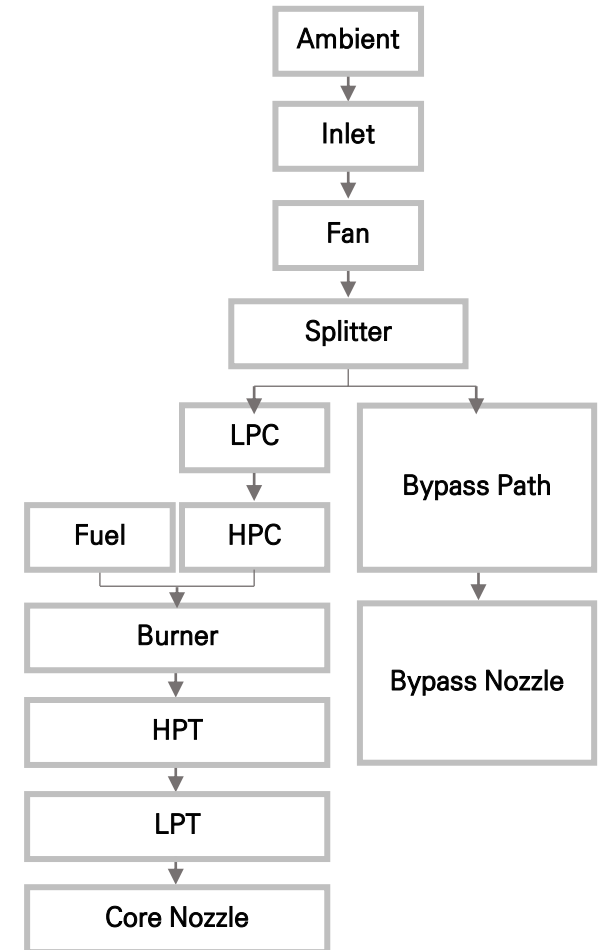 Ambient
Inlet
Fan
Splitter
LPC
Bypass Path
Fuel
HPC
Burner
Bypass Nozzle
HPT
LPT
Core Nozzle